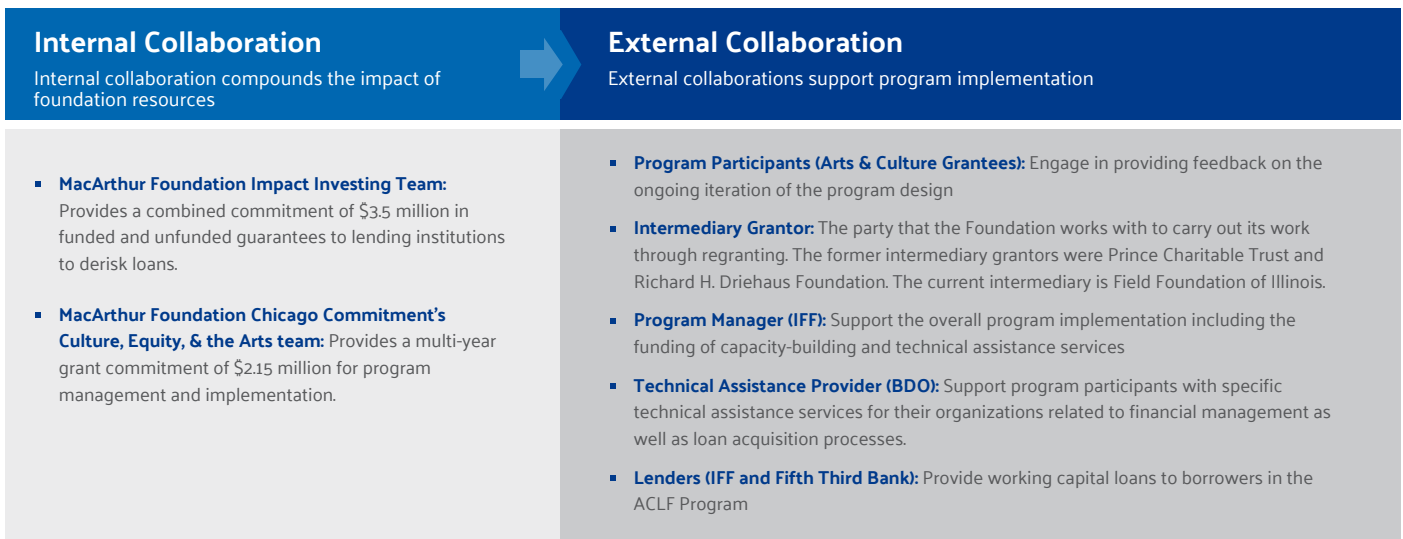 Internal Collaboration
Internal collaboration compounds the impact of
foundation resources
▪ MacArthur Foundation Impact Investing Team:
Provides a combined commitment of $3.5 million in
funded and unfunded guarantees to lending institutions
to derisk loans.
▪ MacArthur Foundation Chicago Commitment's
Culture, Equity, & the Arts team: Provides a multi-year
grant commitment of $2.15 million for program
management and implementation.
External Collaboration
External collaborations support program implementation
▪ Program Participants (Arts & Culture Grantees): Engage in providing feedback on the
ongoing iteration of the program design
▪ Intermediary Grantor: The party that the Foundation works with to carry out its work
through regranting. The former intermediary grantors were Prince Charitable Trust and
Richard H. Driehaus Foundation. The current intermediary is Field Foundation of Illinois.
▪ Program Manager (IFF): Support the overall program implementation including the
funding of capacity-building and technical assistance services
▪ Technical Assistance Provider (BDO): Support program participants with specific
technical assistance services for their organizations related to financial management as
well as loan acquisition processes.
▪ Lenders (IFF and Fifth Third Bank): Provide working capital loans to borrowers in the
ACLF Program